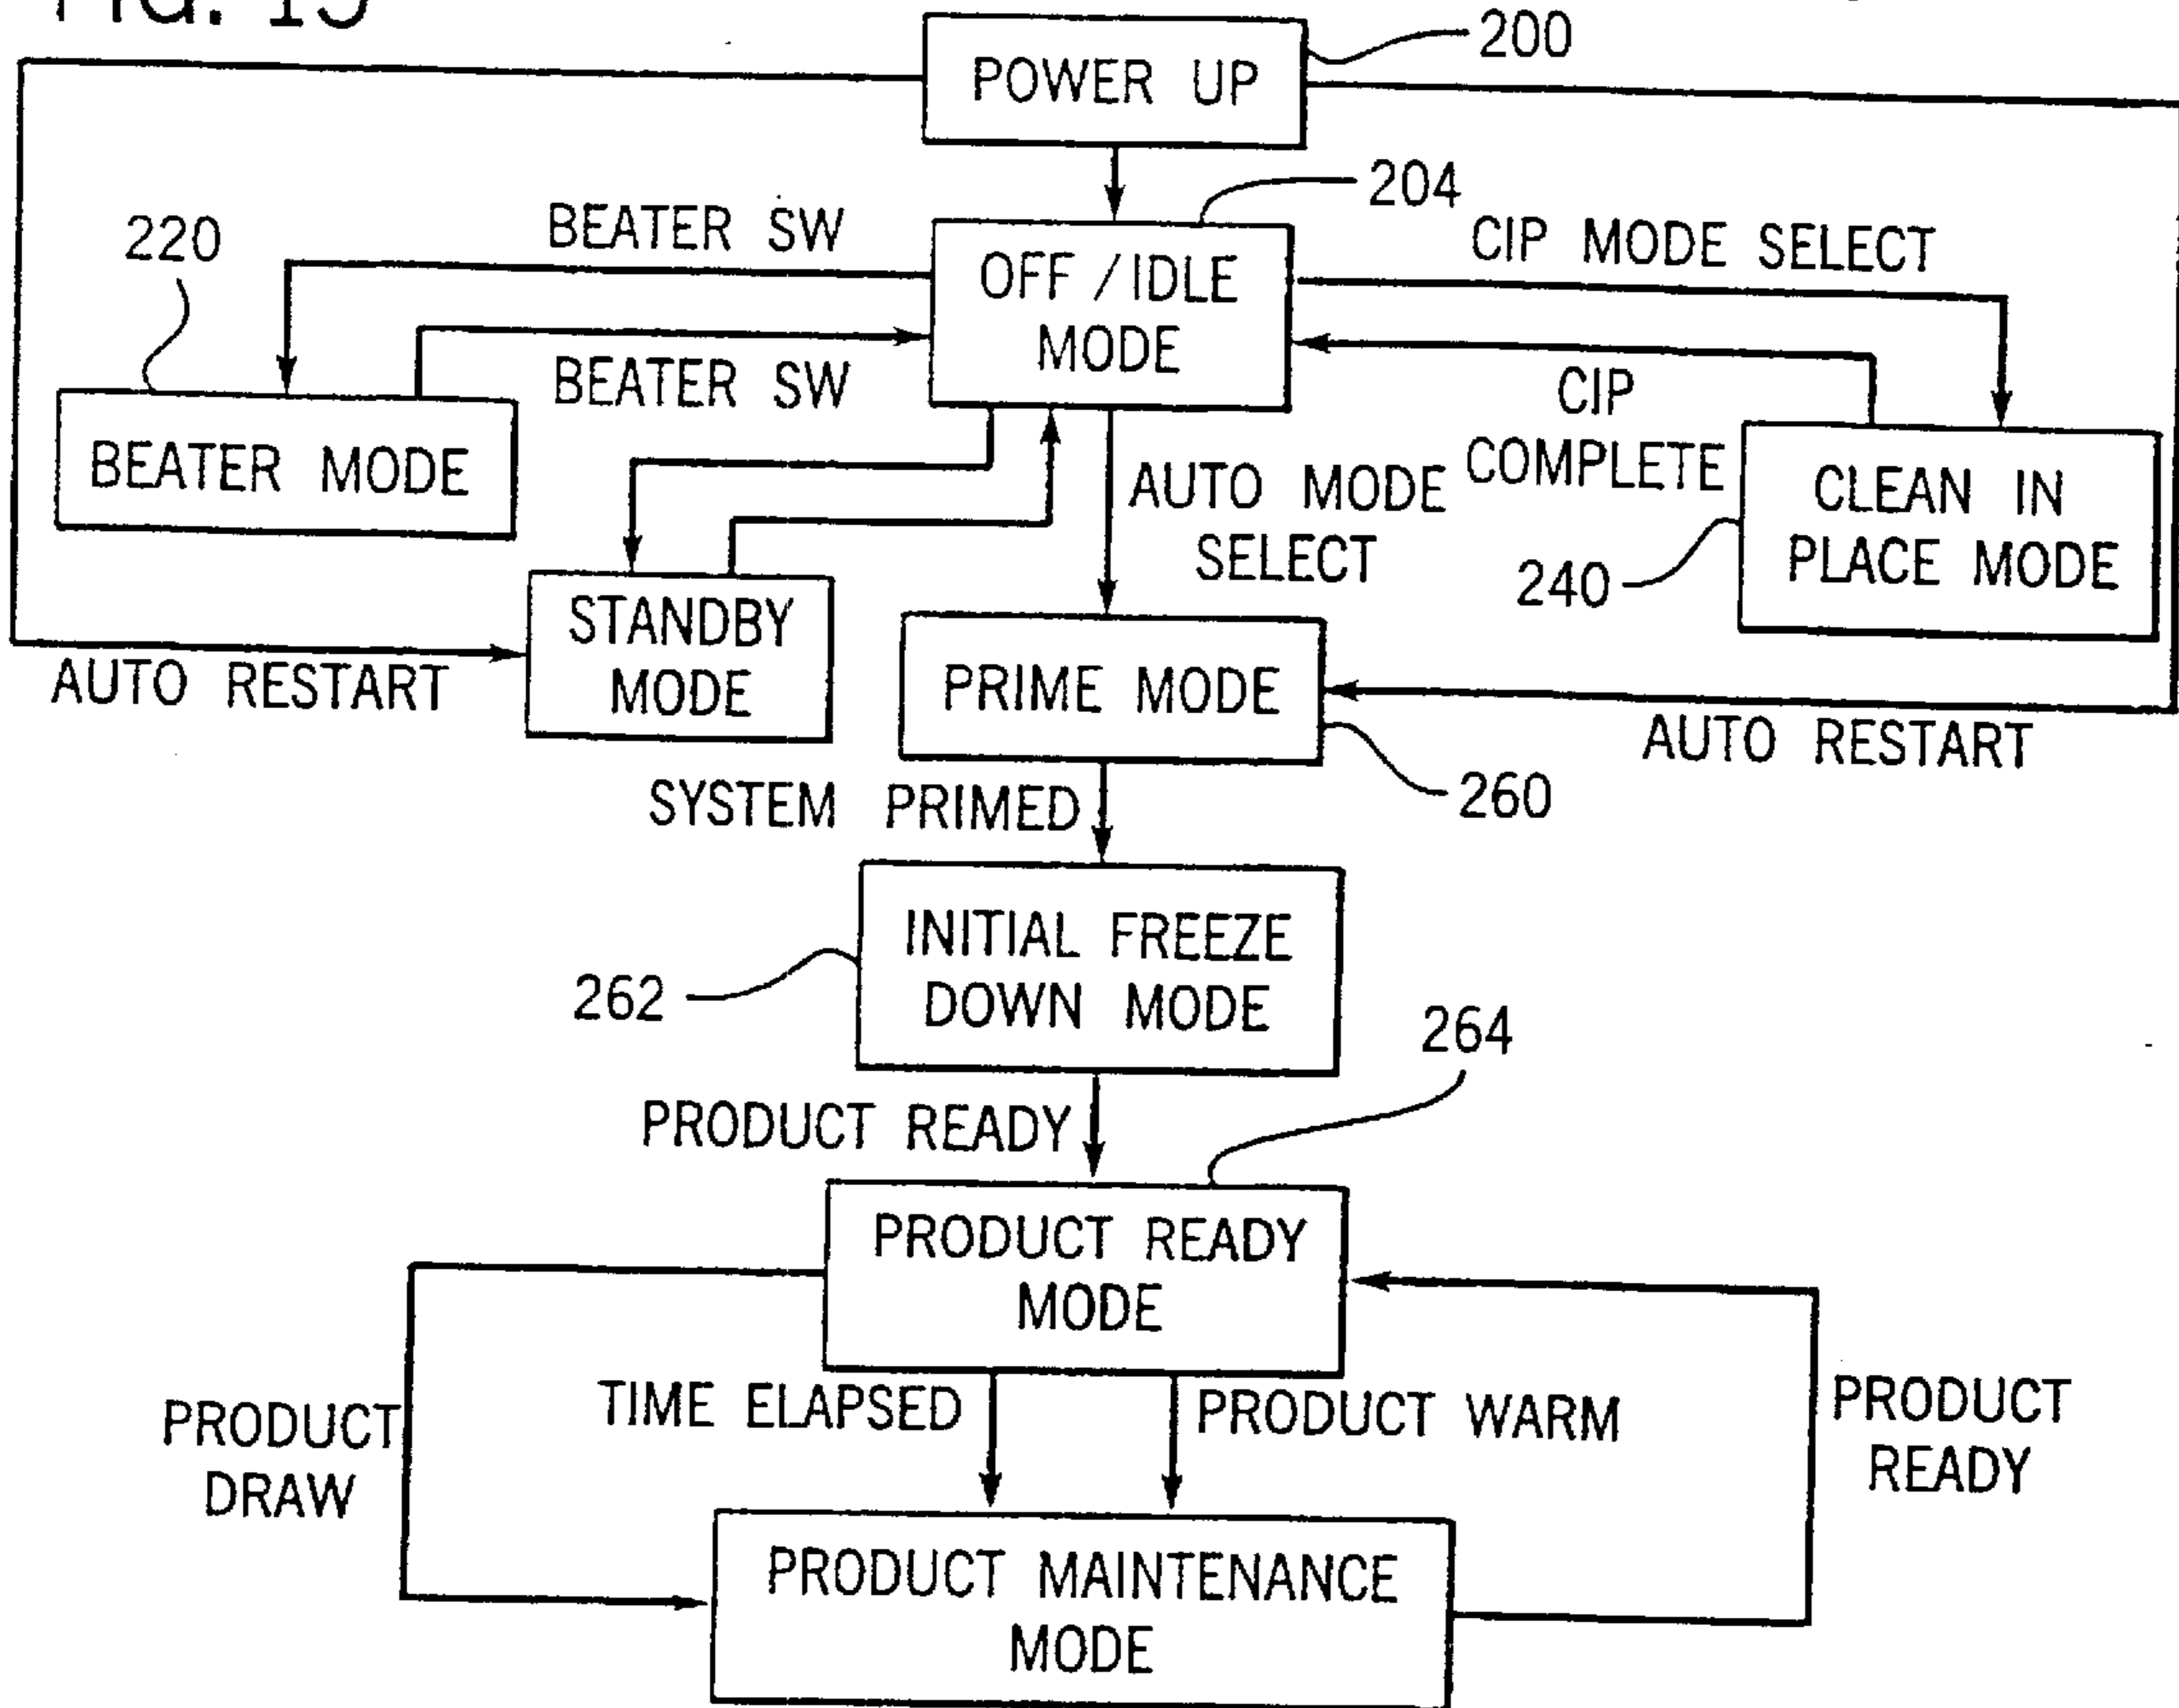 FIG. 15
200
POWER UP
204
220
BEATER SW
OFF / IDLE
MODE
CIP MODE SELECT
BEATER SW
CIP
COMPLETE
BEATER MODE
AUTO MODE
SELECT
CLEAN IN
PLACE MODE
240
STANDBY
MODE
AUTO RESTART
PRIME MODE
AUTO RESTART
260
SYSTEM PRIMED
INITIAL FREEZE
DOWN MODE
262
264
PRODUCT READY
PRODUCT READY
MODE
TIME ELAPSED
PRODUCT WARM
PRODUCT
DRAW
PRODUCT
READY
PRODUCT MAINTENANCE
MODE